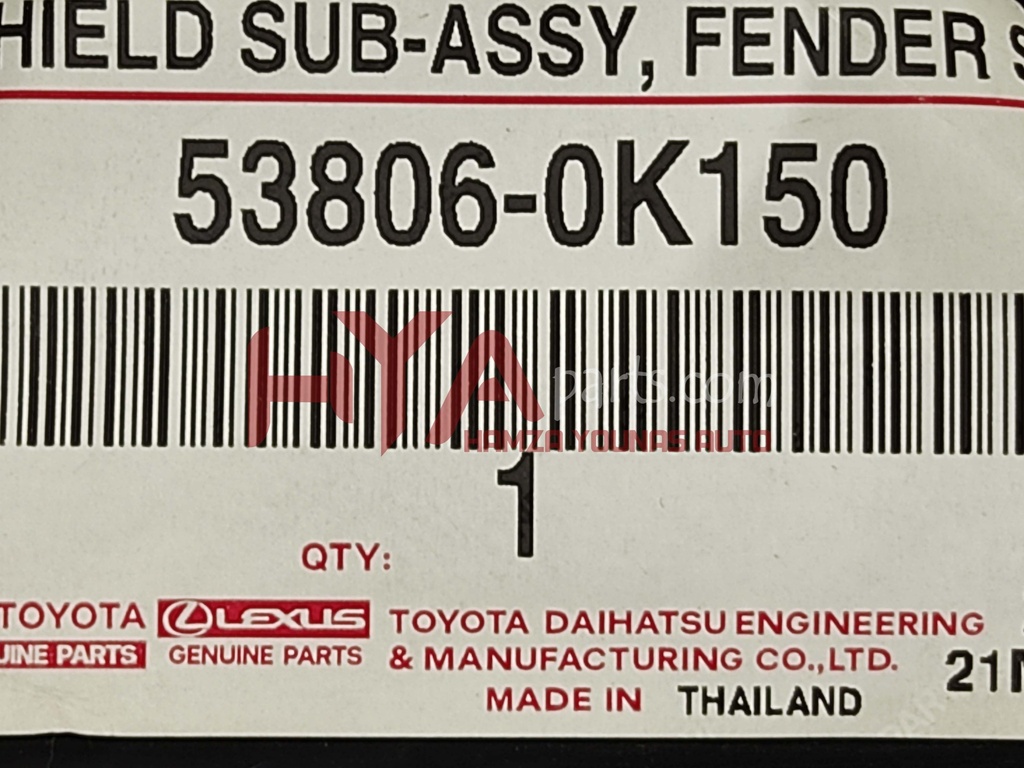 HIELD SUB-ASSY, FENDER S
53806-0K150
HYA parts.com
HAMZA YOUNAS AUTO
1
QTY:
TOYOTA LEXUS TOYOTA DAIHATSU ENGINEERING
UINE PARTS GENUINE PARTS & MANUFACTURING CO.,LTD.
MADE IN THAILAND
21